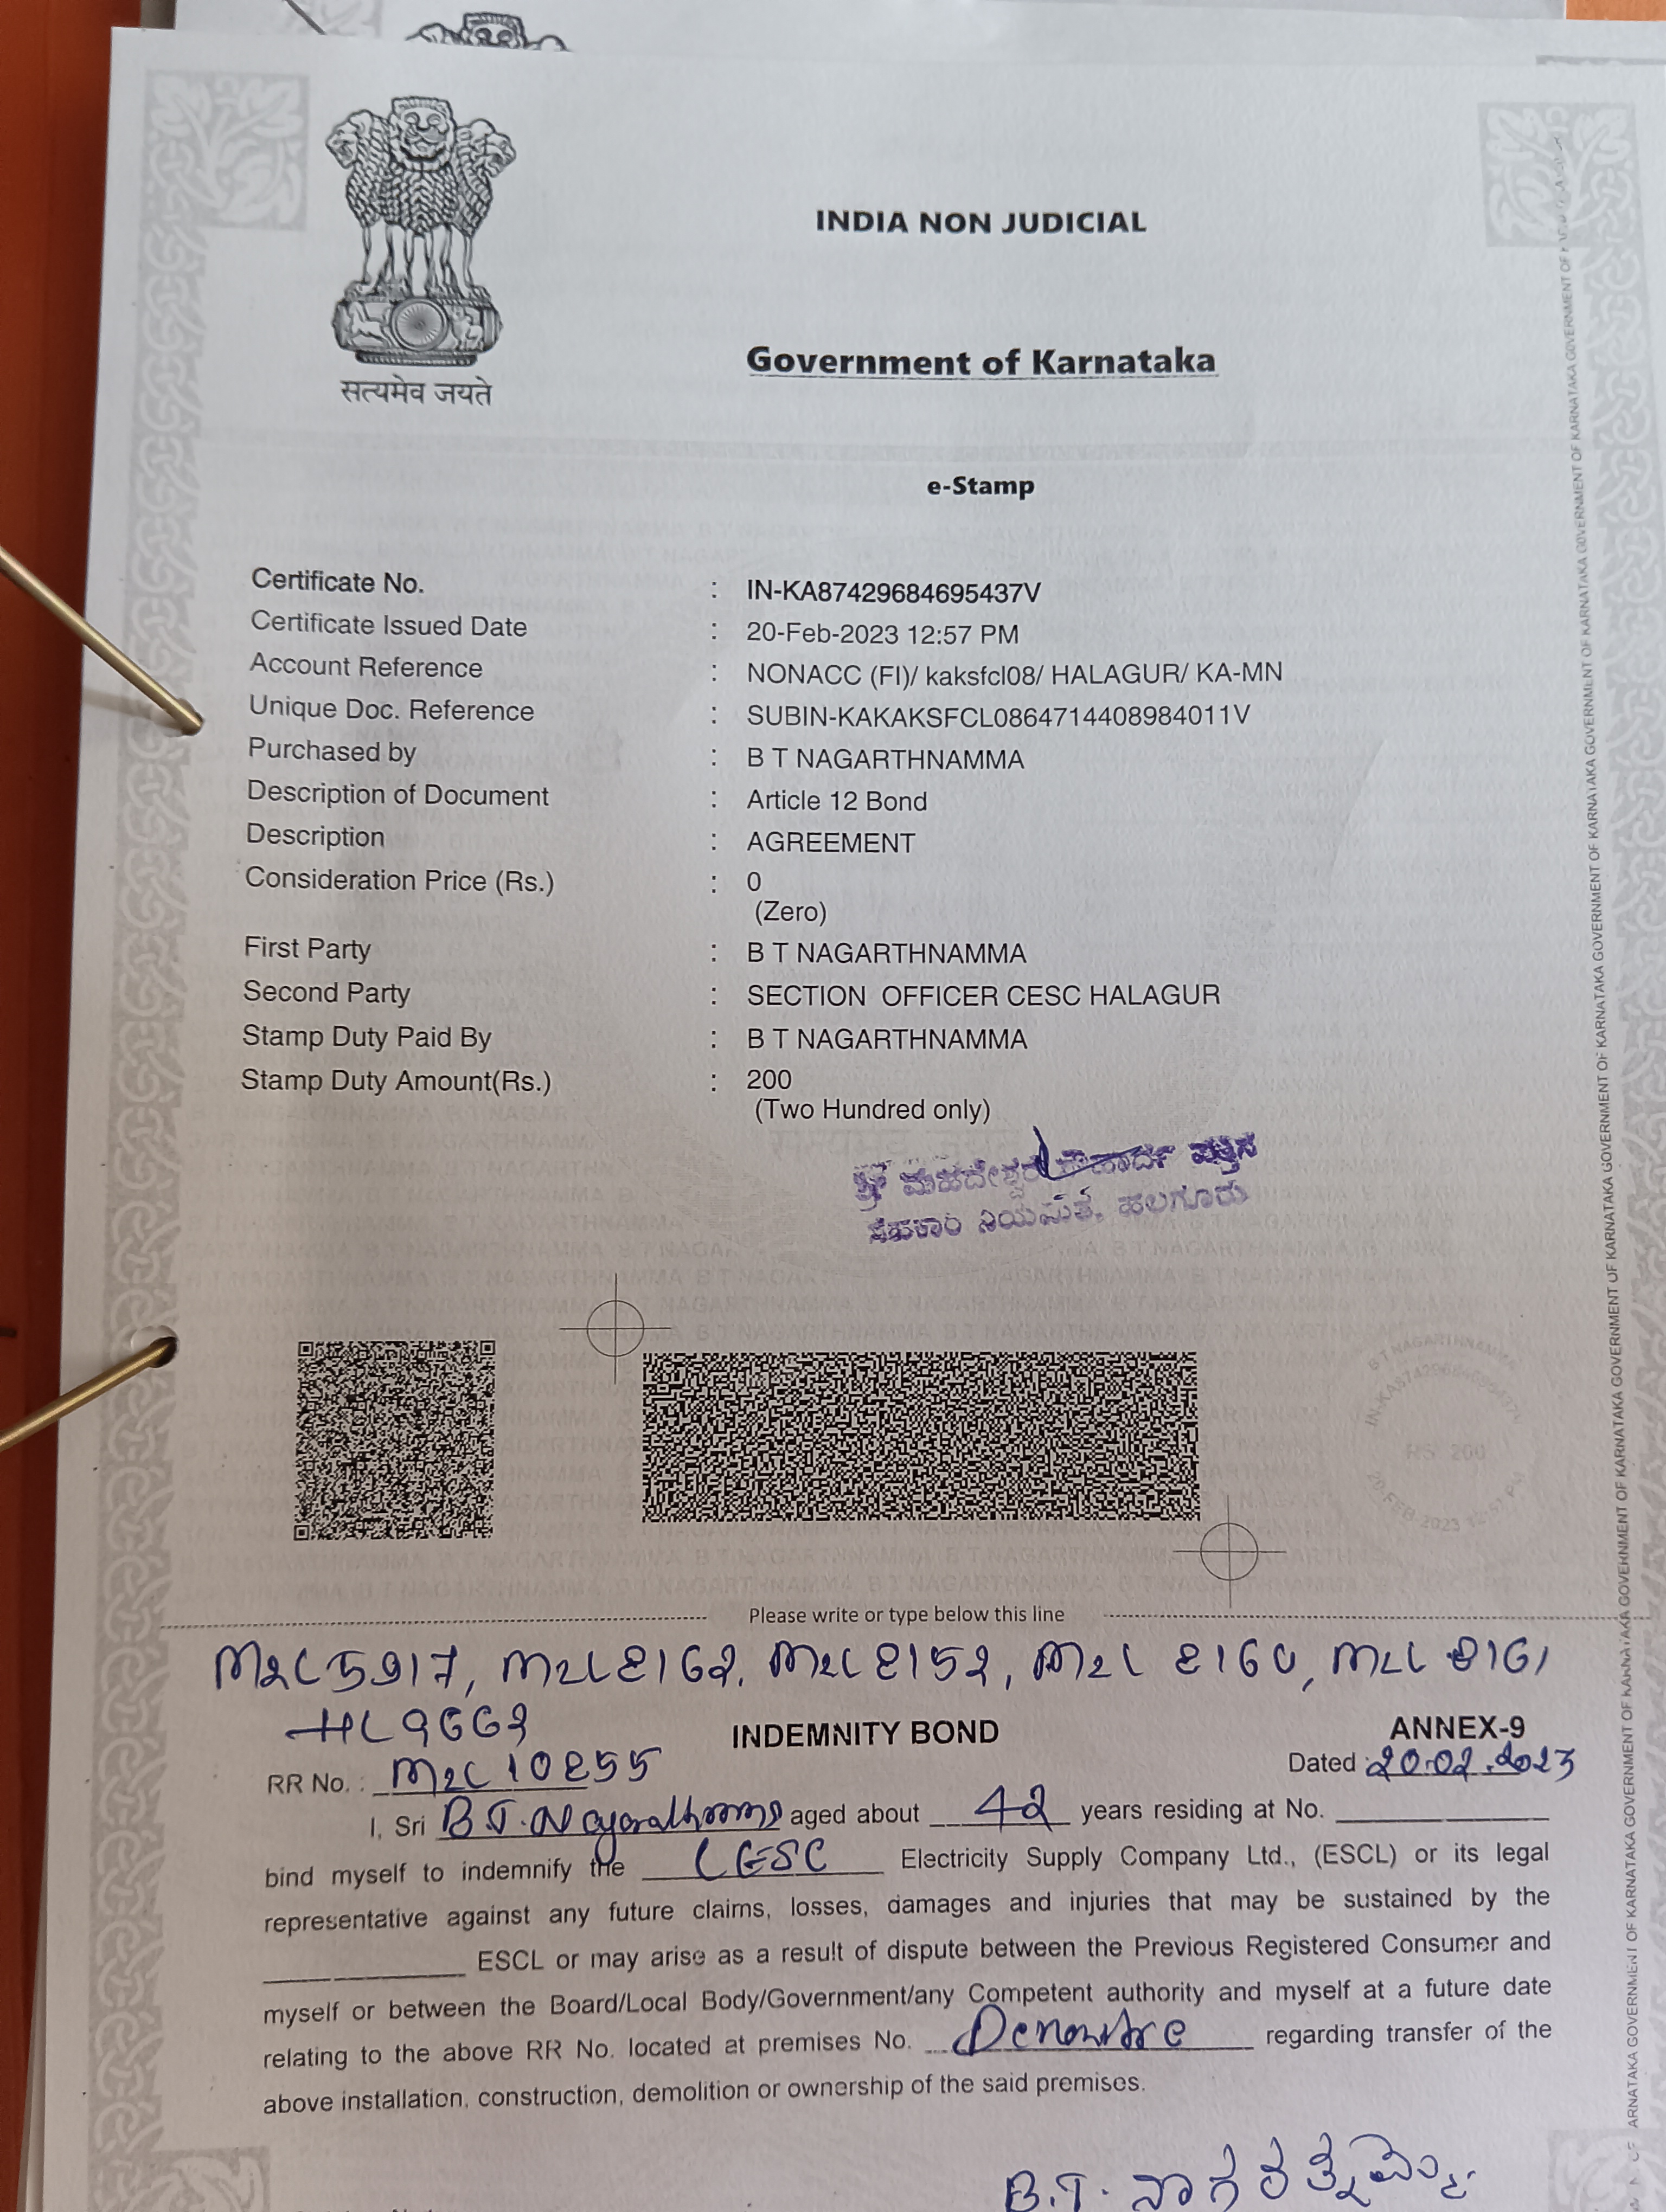 सत्यमेव जयते
INDIA NON JUDICIAL
Government of Karnataka
e-Stamp
Certificate No. : IN-KA87429684695437V
Certificate Issued Date : 20-Feb-2023 12:57 PM
Account Reference : NONACC (FI)/ kaksfcl08/ HALAGUR/ KA-MN
Unique Doc. Reference : SUBIN-KAKAKSFCL0864714408984011V
Purchased by : B T NAGARTHNAMMA
Description of Document : Article 12 Bond
Description : AGREEMENT
Consideration Price (Rs.) : 0
(Zero)
First Party : B T NAGARTHNAMMA
Second Party : SECTION OFFICER CESC HALAGUR
Stamp Duty Paid By : B T NAGARTHNAMMA
Stamp Duty Amount(Rs.) : 200
(Two Hundred only)
ಶ್ರೀ ಮಹದೇಶ್ವರ ಸೌಹಾರ್ದ ಪತ್ತಿನ
ಸಹಕಾರಿ ನಿಯಮಿತ, ಹಲಗೂರು
Please write or type below this line
INDEMNITY BOND
ANNEX-9
RR No. :
Dated : 20.02.2023
I, Sri B.T. aged about 42 years residing at No.
bind myself to indemnify the CESC Electricity Supply Company Ltd., (ESCL) or its legal
representative against any future claims, losses, damages and injuries that may be sustained by the
ESCL or may arise as a result of dispute between the Previous Registered Consumer and
myself or between the Board/Local Body/Government/any Competent authority and myself at a future date
relating to the above RR No. located at premises No. regarding transfer of the
above installation, construction, demolition or ownership of the said premises.
B.T. ನಾಗರತ್ನಮ್ಮ